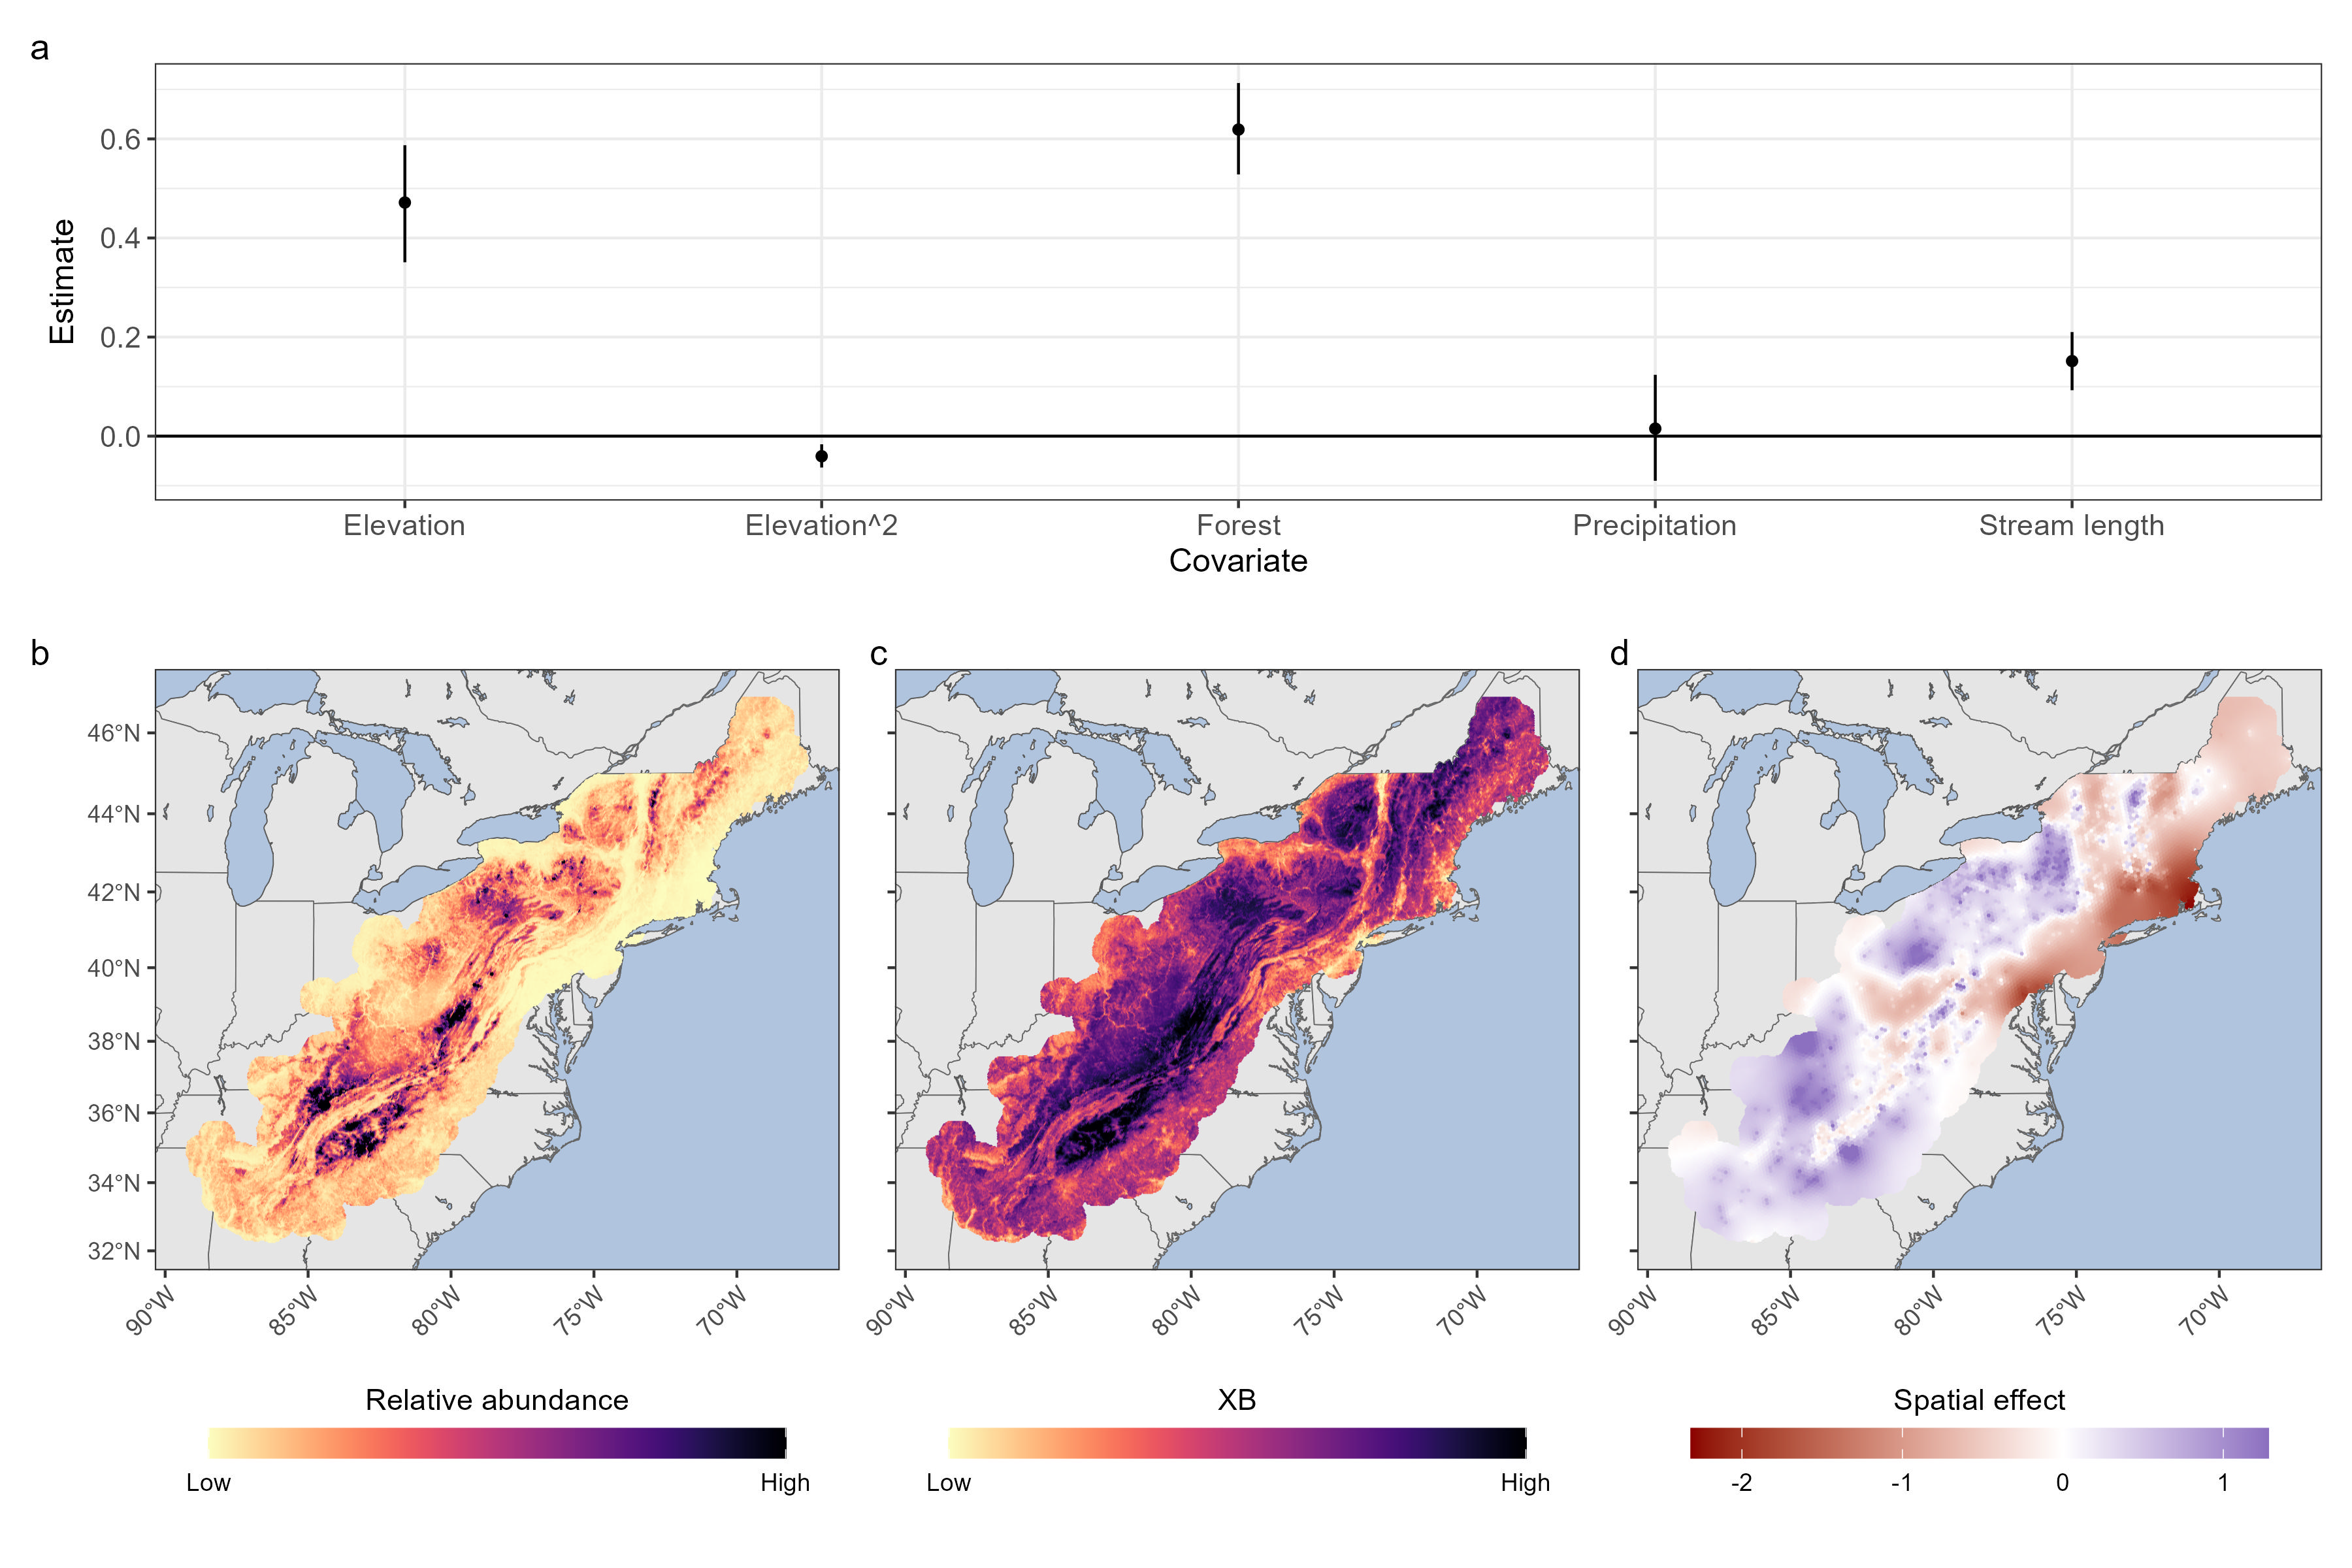 a
0.6
0.4
0.2
0.0
Estimate
Elevation Elevation^2 Forest Precipitation Stream length
Covariate
b c d
46°N
44°N
42°N
40°N
38°N
36°N
34°N
32°N
90°W 85°W 80°W 75°W 70°W 90°W 85°W 80°W 75°W 70°W 90°W 85°W 80°W 75°W 70°W
Relative abundance XB Spatial effect
Low High Low High -2 -1 0 1